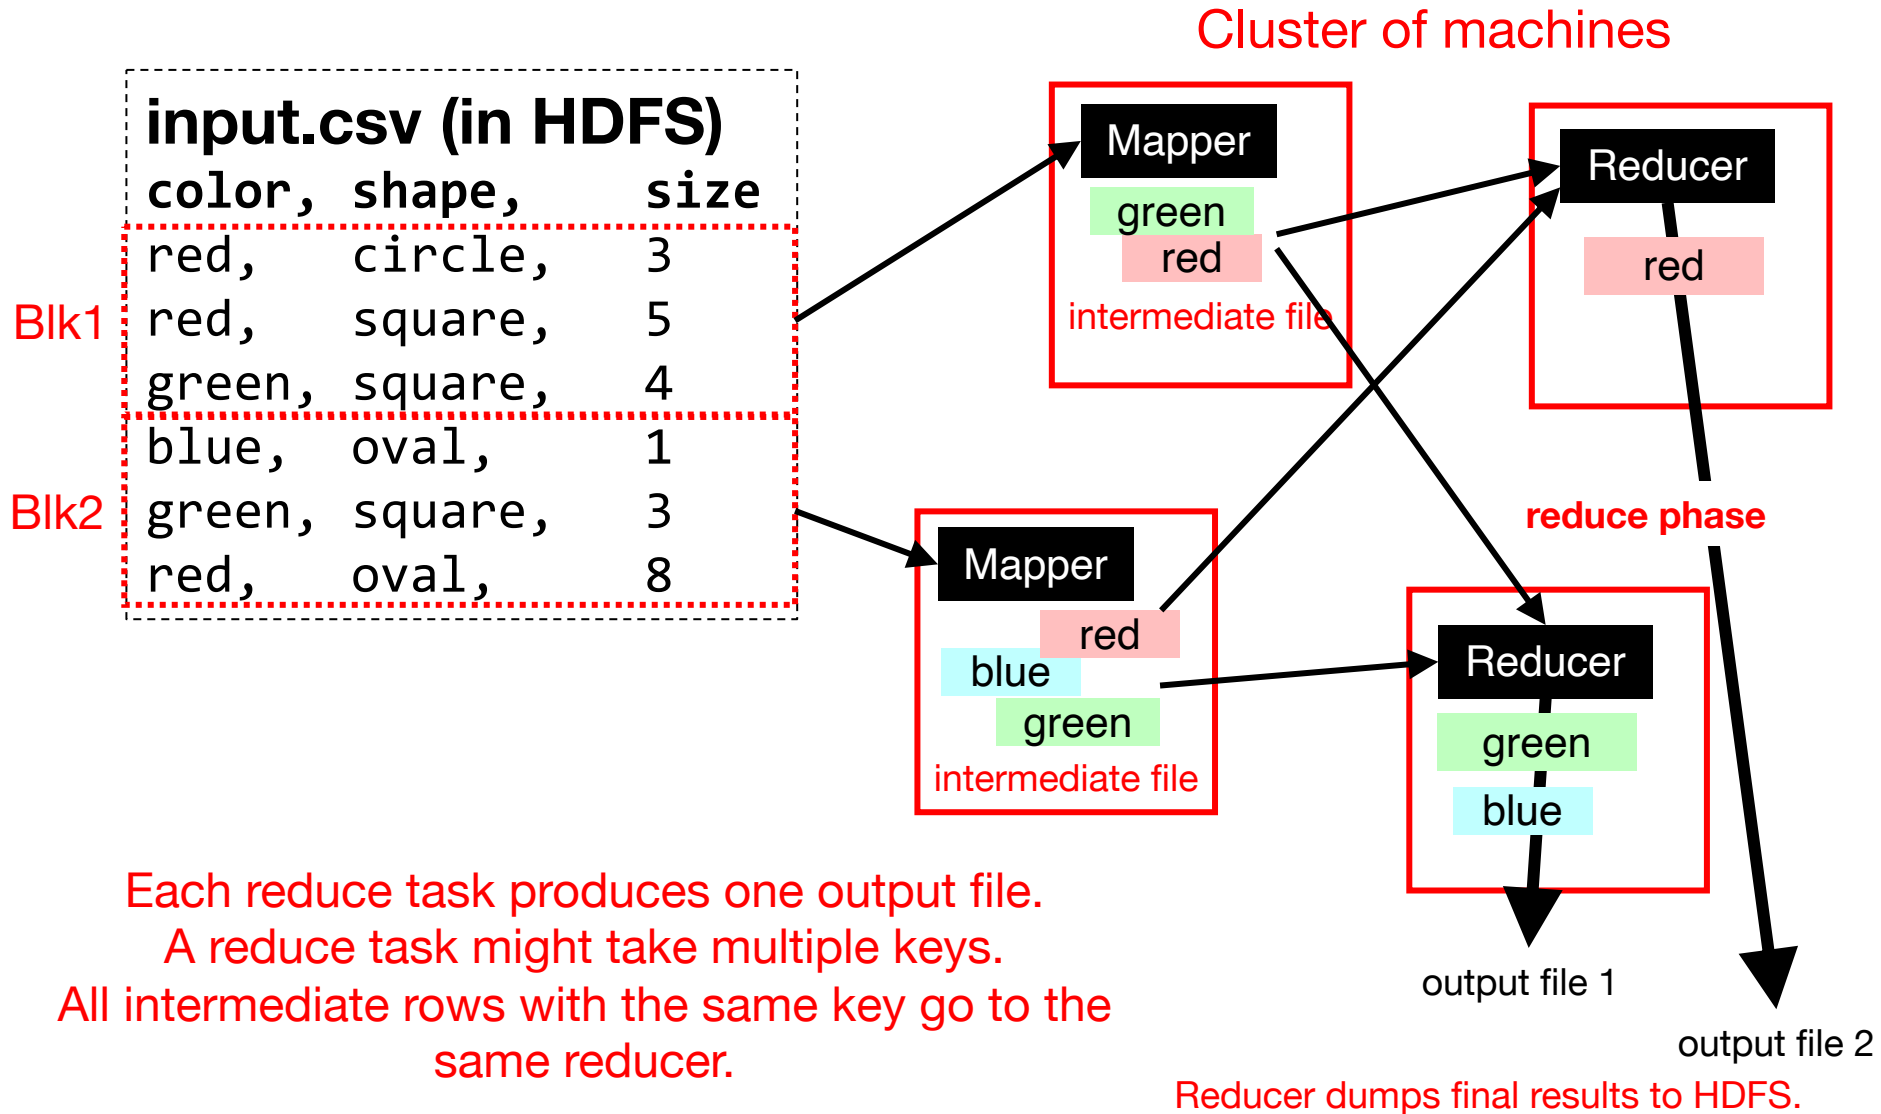 Cluster of machines
input.csv (in HDFS)
color, shape, size
red, circle, 3
Blk1 red, square, 5
green, square, 4
blue, oval, 1
Blk2 green, square, 3
red, oval, 8
Mapper
green
red
intermediate file
Reducer
red
reduce phase
Mapper
red
blue
green
intermediate file
Reducer
green
blue
output file 1
output file 2
Each reduce task produces one output file.
A reduce task might take multiple keys.
All intermediate rows with the same key go to the
same reducer.
Reducer dumps final results to HDFS.